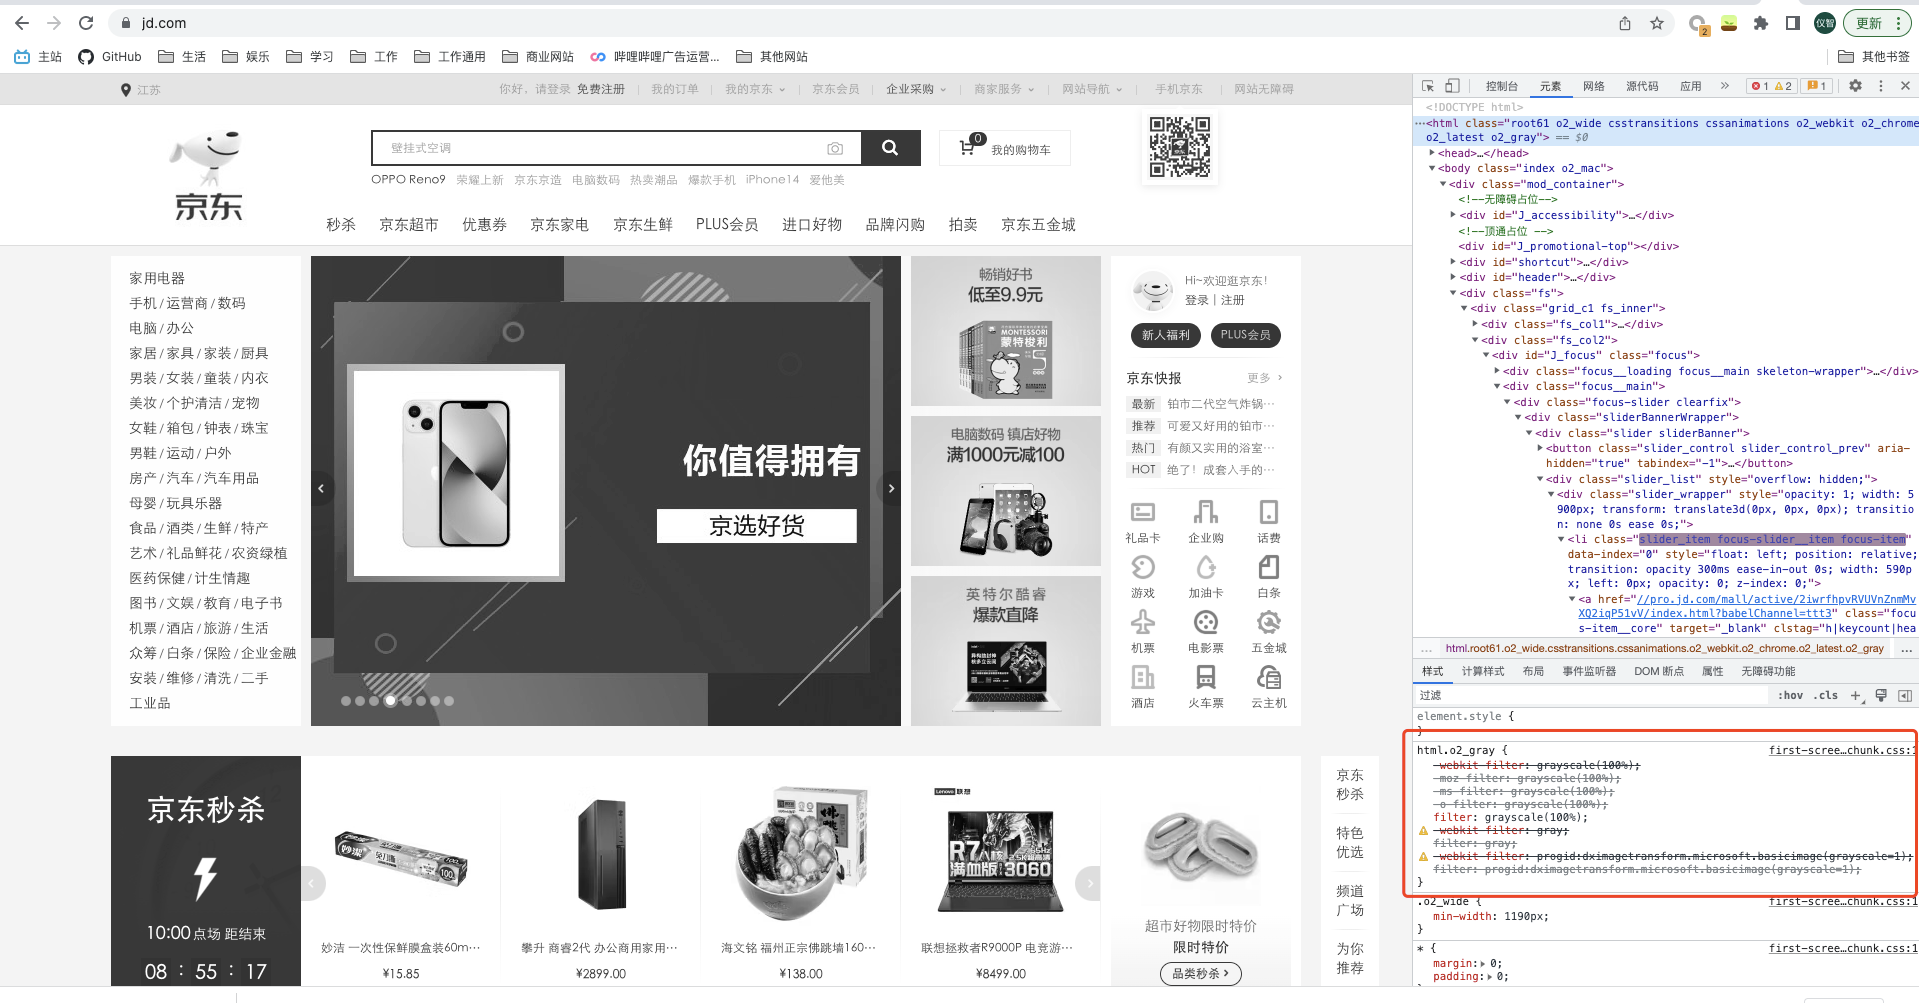 jd.com
2
仪智
更新
主站
GitHub
生活
娱乐
学习
工作
工作通用
商业网站
哔哩哔哩广告运营...
其他网站
其他书签
江苏
你好，请登录 免费注册
我的订单
我的京东
京东会员
企业采购
商家服务
网站导航
手机京东
网站无障碍
京东
壁挂式空调
0
我的购物车
OPPO Reno9 荣耀上新 京东京造 电脑数码 热卖潮品 爆款手机 iPhone14 爱他美
秒杀 京东超市 优惠券 京东家电 京东生鲜 PLUS会员 进口好物 品牌闪购 拍卖 京东五金城
家用电器
手机 / 运营商 / 数码
电脑 / 办公
家居 / 家具 / 家装 / 厨具
男装 / 女装 / 童装 / 内衣
美妆 / 个护清洁 / 宠物
女鞋 / 箱包 / 钟表 / 珠宝
男鞋 / 运动 / 户外
房产 / 汽车 / 汽车用品
母婴 / 玩具乐器
食品 / 酒类 / 生鲜 / 特产
艺术 / 礼品鲜花 / 农资绿植
医药保健 / 计生情趣
图书 / 文娱 / 教育 / 电子书
机票 / 酒店 / 旅游 / 生活
众筹 / 白条 / 保险 / 企业金融
安装 / 维修 / 清洗 / 二手
工业品
你值得拥有
京选好货
畅销好书
低至9.9元
MONTESSORI
蒙特梭利
电脑数码 镇店好物
满1000元减100
英特尔酷睿
爆款直降
Hi~欢迎逛京东！
登录 | 注册
新人福利
PLUS会员
京东快报
更多
最新 铂市二代空气炸锅…
推荐 可爱又好用的铂市…
热门 有颜又实用的浴室…
HOT 绝了！成套入手的…
礼品卡 企业购 话费
游戏 加油卡 白条
机票 电影票 五金城
酒店 火车票 云主机
京东秒杀
10:00 点场 距结束
08 : 55 : 17
妙洁 一次性保鲜膜盒装60m…
¥15.85
攀升 商睿2代 办公商用家用…
¥2899.00
海文铭 福州正宗佛跳墙160…
¥138.00
Lenovo 联想
3060
联想拯救者R9000P 电竞游…
¥8499.00
超市好物限时特价
限时特价
品类秒杀
京东
秒杀
特色
优选
频道
广场
为你
推荐
控制台 元素 网络 源代码 应用
1 2 1
<!DOCTYPE html>
<html class="root61 o2_wide csstransitions cssanimations o2_webkit o2_chrome
o2_latest o2_gray"> == $0
<head>…</head>
<body class="index o2_mac">
<div class="mod_container">
<!--无障碍占位-->
<div id="J_accessibility">…</div>
<!--顶通占位 -->
<div id="J_promotional-top"></div>
<div id="shortcut">…</div>
<div id="header">…</div>
<div class="fs">
<div class="grid_c1 fs_inner">
<div class="fs_col1">…</div>
<div class="fs_col2">
<div id="J_focus" class="focus">
<div class="focus__loading focus__main skeleton-wrapper">…</div>
<div class="focus__main">
<div class="focus-slider clearfix">
<div class="sliderBannerWrapper">
<div class="slider sliderBanner">
<button class="slider_control slider_control_prev" aria-
hidden="true" tabindex="-1">…</button>
<div class="slider_list" style="overflow: hidden;">
<div class="slider_wrapper" style="opacity: 1; width: 5
900px; transform: translate3d(0px, 0px, 0px); transitio
n: none 0s ease 0s;">
<li class="slider_item focus-slider__item focus-item"
data-index="0" style="float: left; position: relative;
transition: opacity 300ms ease-in-out 0s; width: 590p
x; left: 0px; opacity: 0; z-index: 0;">
<a href="//pro.jd.com/mall/active/2iwrfhpvRVUVnZnmMv
XQ2iqP51vV/index.html?babelChannel=ttt3" class="focu
s-item__core" target="_blank" clstag="h|keycount|hea
... html.root61.o2_wide.csstransitions.cssanimations.o2_webkit.o2_chrome.o2_latest.o2_gray ...
样式 计算样式 布局 事件监听器 DOM 断点 属性 无障碍功能
过滤
:hov .cls
element.style {
}
html.o2_gray {
first-scree…chunk.css:1
-webkit-filter: grayscale(100%);
-moz-filter: grayscale(100%);
-ms-filter: grayscale(100%);
-o-filter: grayscale(100%);
filter: grayscale(100%);
-webkit-filter: gray;
filter: gray;
-webkit-filter: progid:dximagetransform.microsoft.basicimage(grayscale=1);
filter: progid:dximagetransform.microsoft.basicimage(grayscale=1);
}
.o2_wide {
first-scree…chunk.css:1
min-width: 1190px;
}
* {
first-scree…chunk.css:1
margin: 0;
padding: 0;